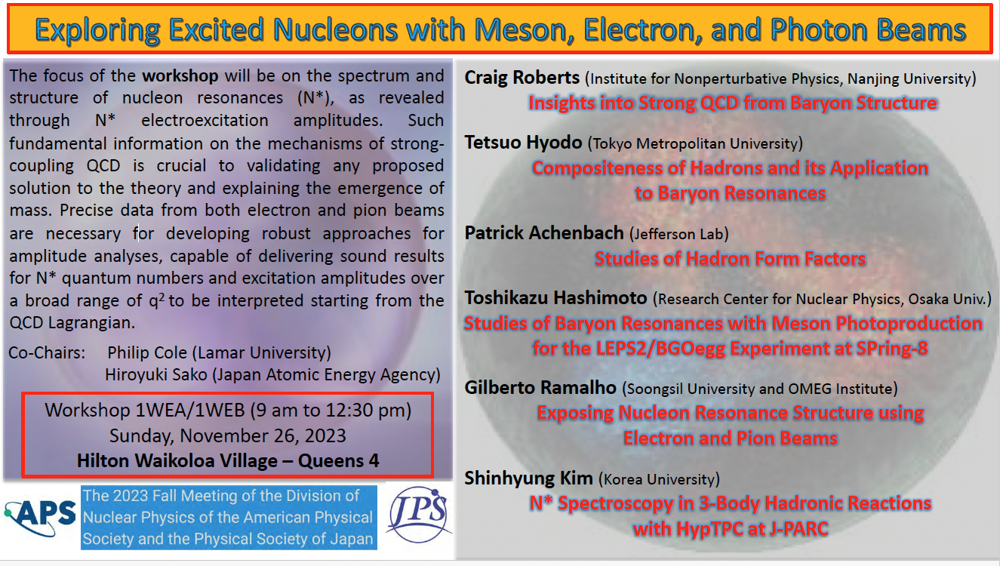 Exploring Excited Nucleons with Meson, Electron, and Photon Beams
The focus of the workshop will be on the spectrum and
structure of nucleon resonances (N*), as revealed
through N* electroexcitation amplitudes. Such
fundamental information on the mechanisms of strong-
coupling QCD is crucial to validating any proposed
solution to the theory and explaining the emergence of
mass. Precise data from both electron and pion beams
are necessary for developing robust approaches for
amplitude analyses, capable of delivering sound results
for N* quantum numbers and excitation amplitudes over
a broad range of q² to be interpreted starting from the
QCD Lagrangian.
Co-Chairs: Philip Cole (Lamar University)
Hiroyuki Sako (Japan Atomic Energy Agency)
Workshop 1WEA/1WEB (9 am to 12:30 pm)
Sunday, November 26, 2023
Hilton Waikoloa Village – Queens 4
APS
The 2023 Fall Meeting of the Division of
Nuclear Physics of the American Physical
Society and the Physical Society of Japan
JPS
Craig Roberts (Institute for Nonperturbative Physics, Nanjing University)
Insights into Strong QCD from Baryon Structure
Tetsuo Hyodo (Tokyo Metropolitan University)
Compositeness of Hadrons and its Application
to Baryon Resonances
Patrick Achenbach (Jefferson Lab)
Studies of Hadron Form Factors
Toshikazu Hashimoto (Research Center for Nuclear Physics, Osaka Univ.)
Studies of Baryon Resonances with Meson Photoproduction
for the LEPS2/BGOegg Experiment at SPring-8
Gilberto Ramalho (Soongsil University and OMEG Institute)
Exposing Nucleon Resonance Structure using
Electron and Pion Beams
Shinhyung Kim (Korea University)
N* Spectroscopy in 3-Body Hadronic Reactions
with HypTPC at J-PARC